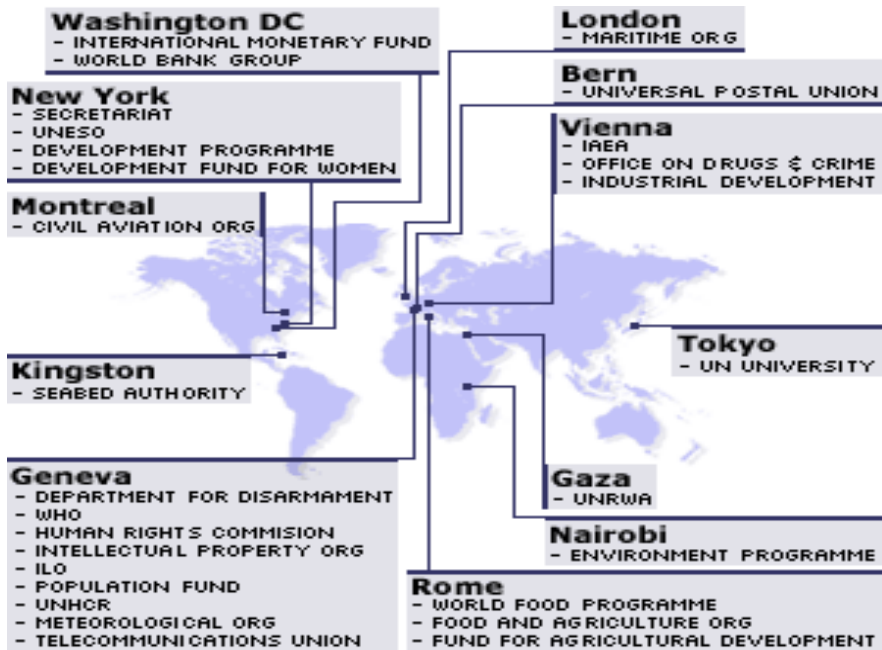 Washington DC
- INTERNATIONAL MONETARY FUND
- WORLD BANK GROUP
New York
- SECRETARIAT
- UNESO
- DEVELOPMENT PROGRAMME
- DEVELOPMENT FUND FOR WOMEN
Montreal
- CIVIL AVIATION ORG
Kingston
- SEABED AUTHORITY
Geneva
- DEPARTMENT FOR DISARMAMENT
- WHO
- HUMAN RIGHTS COMMISION
- INTELLECTUAL PROPERTY ORG
- ILO
- POPULATION FUND
- UNHCR
- METEOROLOGICAL ORG
- TELECOMMUNICATIONS UNION
London
- MARITIME ORG
Bern
- UNIVERSAL POSTAL UNION
Vienna
- IAEA
- OFFICE ON DRUGS & CRIME
- INDUSTRIAL DEVELOPMENT
Tokyo
- UN UNIVERSITY
Gaza
- UNRWA
Nairobi
- ENVIRONMENT PROGRAMME
Rome
- WORLD FOOD PROGRAMME
- FOOD AND AGRICULTURE ORG
- FUND FOR AGRICULTURAL DEVELOPMENT